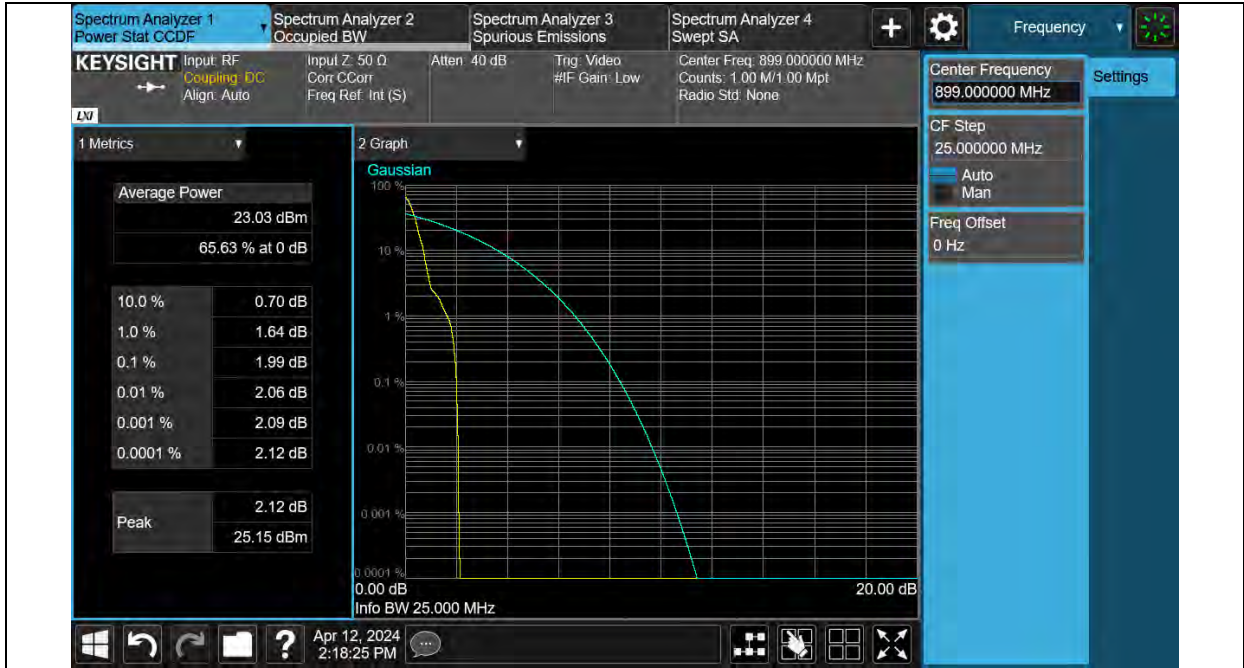 Spectrum Analyzer 1
Power Stat CCDF
Spectrum Analyzer 2
Occupied BW
Spectrum Analyzer 3
Spurious Emissions
Spectrum Analyzer 4
Swept SA
Frequency
KEYSIGHT
Input: RF
Coupling: DC
Align: Auto
Input Z: 50 Ω
Corr CCorr
Freq Ref: Int (S)
Atten: 40 dB
Trig: Video
#IF Gain: Low
Center Freq: 899.000000 MHz
Counts: 1.00 M/1.00 Mpt
Radio Std: None
LXI
Center Frequency
899.000000 MHz
Settings
CF Step
25.000000 MHz
Auto
Man
Freq Offset
0 Hz
1 Metrics
Average Power
23.03 dBm
65.63 % at 0 dB
10.0 % 0.70 dB
1.0 % 1.64 dB
0.1 % 1.99 dB
0.01 % 2.06 dB
0.001 % 2.09 dB
0.0001 % 2.12 dB
Peak
2.12 dB
25.15 dBm
2 Graph
Gaussian
100 %
10 %
1 %
0.1 %
0.01 %
0.001 %
0.0001 %
0.00 dB
20.00 dB
Info BW 25.000 MHz
?
Apr 12, 2024
2:18:25 PM